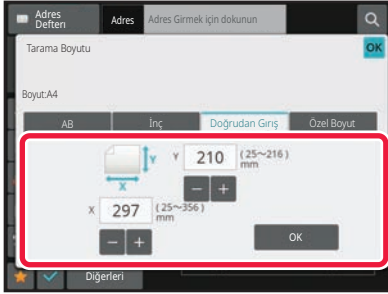 Adres
Defteri
Adres
Adres Girmek için dokunun
Tarama Boyutu
OK
Boyut:A4
AB
İnç
Doğrudan Giriş
Özel Boyut
Y
Y 210 (25~216)
mm
X
- +
X 297 (25~356)
mm
- +
OK
Diğerleri